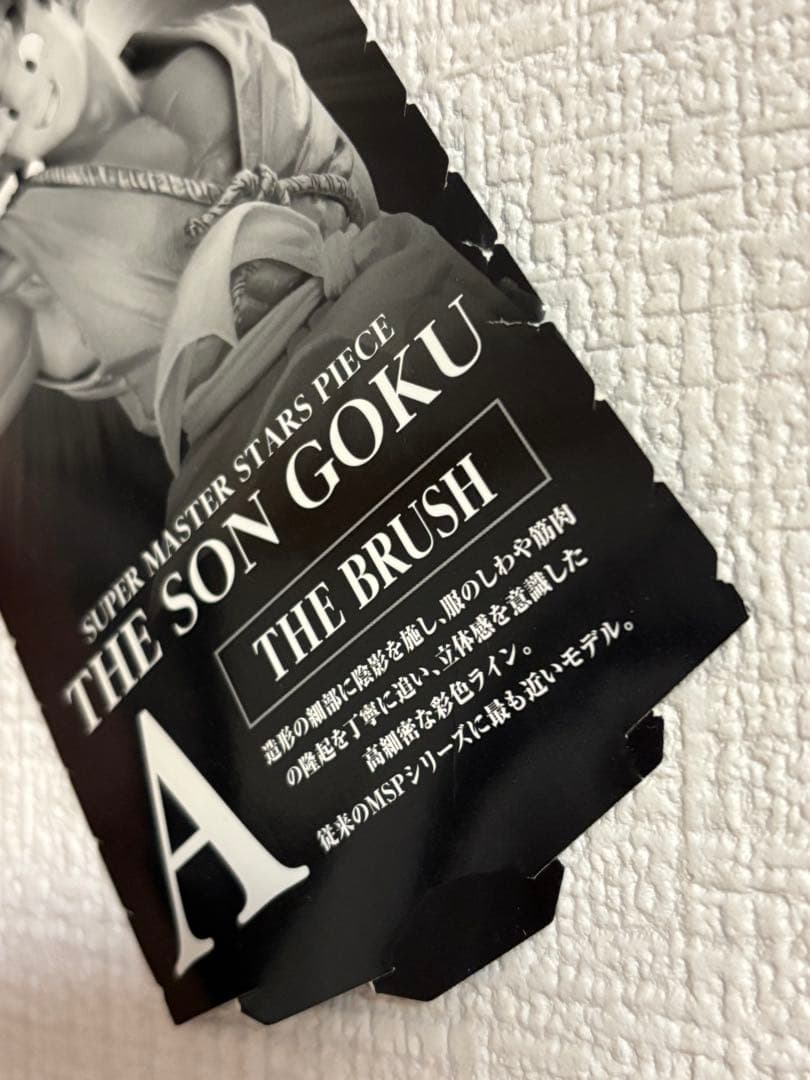 SUPER MASTER STARS PIECE
THE SON GOKU
THE BRUSH
A
造形の細部に陰影を施し、服のしわや筋肉
の隆起を丁寧に追い、立体感を意識した
高細密な彩色ライン。
従来のMSPシリーズに最も近いモデル。